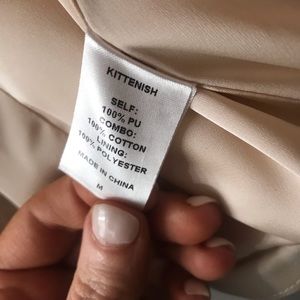 KITTENISH
SELF:
100% PU
COMBO:
100% COTTON
LINING:
100% POLYESTER
MADE IN CHINA
M